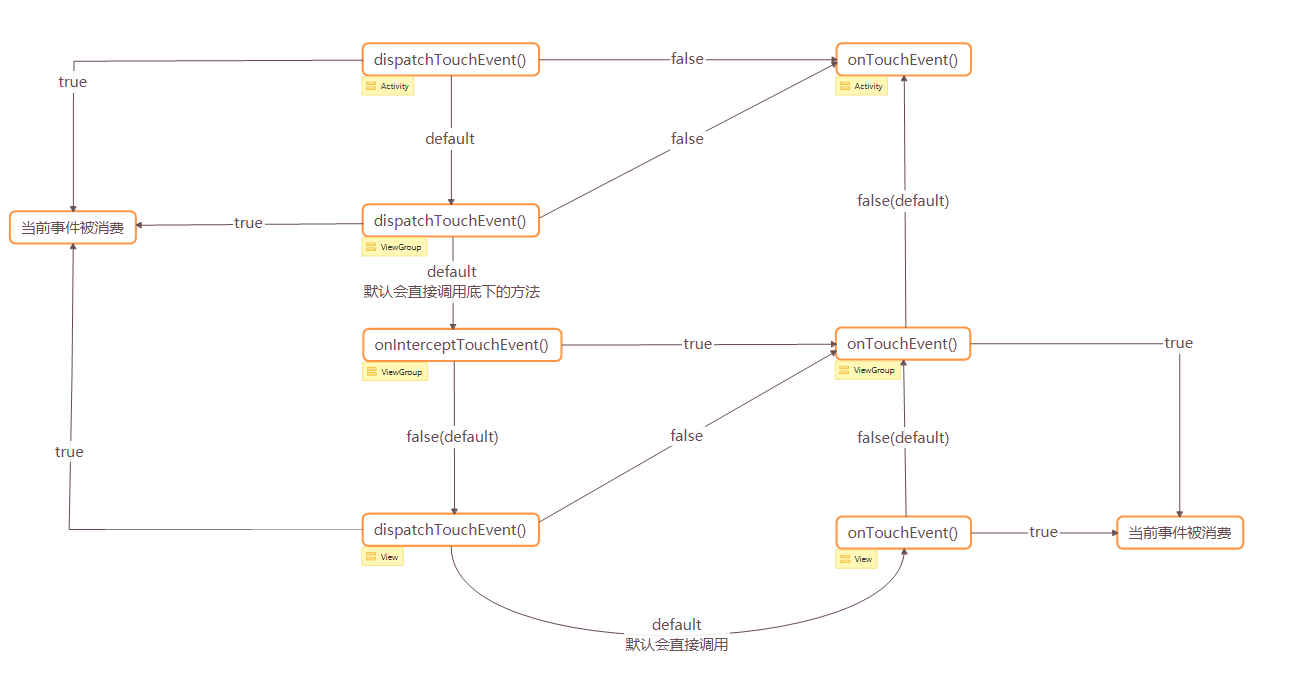 dispatchTouchEvent()
false
onTouchEvent()
true
Activity
Activity
default
false
false(default)
当前事件被消费
true
dispatchTouchEvent()
ViewGroup
default
默认会直接调用底下的方法
onInterceptTouchEvent()
true
onTouchEvent()
true
ViewGroup
ViewGroup
false(default)
false
false(default)
true
dispatchTouchEvent()
onTouchEvent()
true
当前事件被消费
View
View
default
默认会直接调用